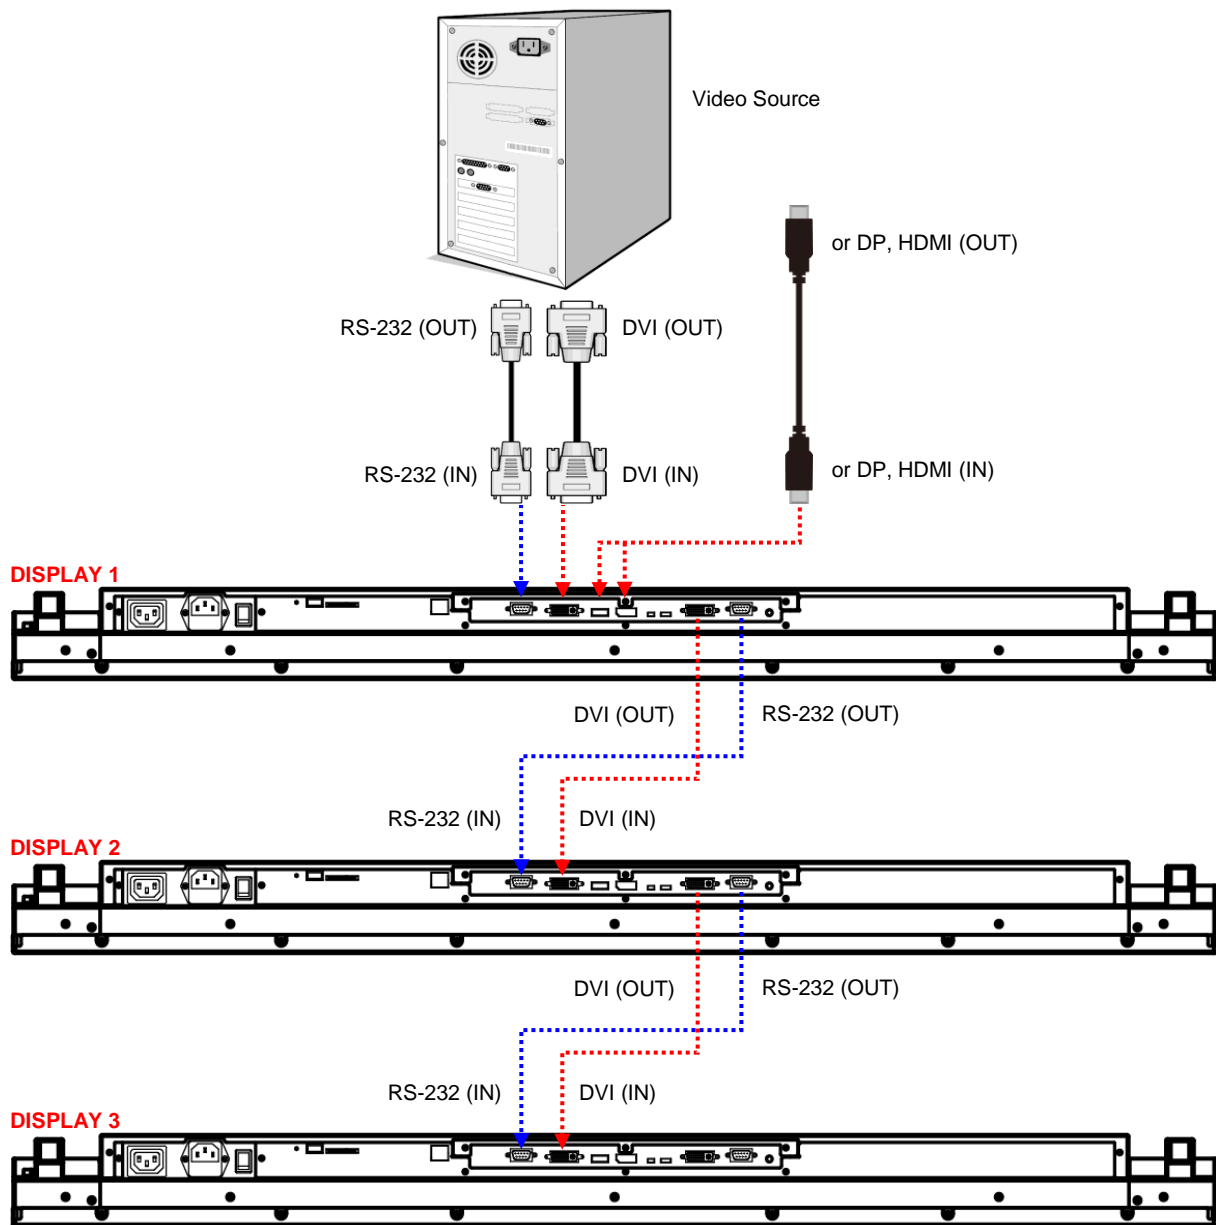 Video Source
or DP, HDMI (OUT)
RS-232 (OUT)
DVI (OUT)
RS-232 (IN)
DVI (IN)
or DP, HDMI (IN)
DISPLAY 1
DVI (OUT)
RS-232 (OUT)
RS-232 (IN)
DVI (IN)
DISPLAY 2
DVI (OUT)
RS-232 (OUT)
RS-232 (IN)
DVI (IN)
DISPLAY 3